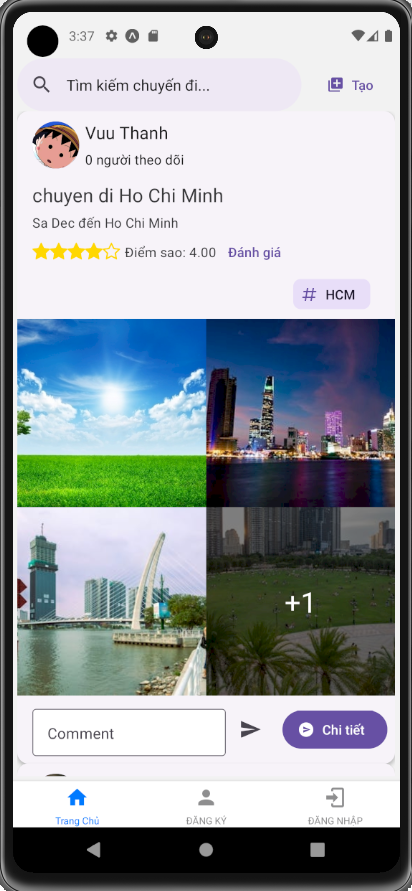 3:37
Tìm kiếm chuyến đi...
Tạo
Vuu Thanh
0 người theo dõi
chuyen di Ho Chi Minh
Sa Dec đến Ho Chi Minh
Điểm sao: 4.00 Đánh giá
# HCM
+1
Comment
Chi tiết
Trang Chủ
ĐĂNG KÝ
ĐĂNG NHẬP